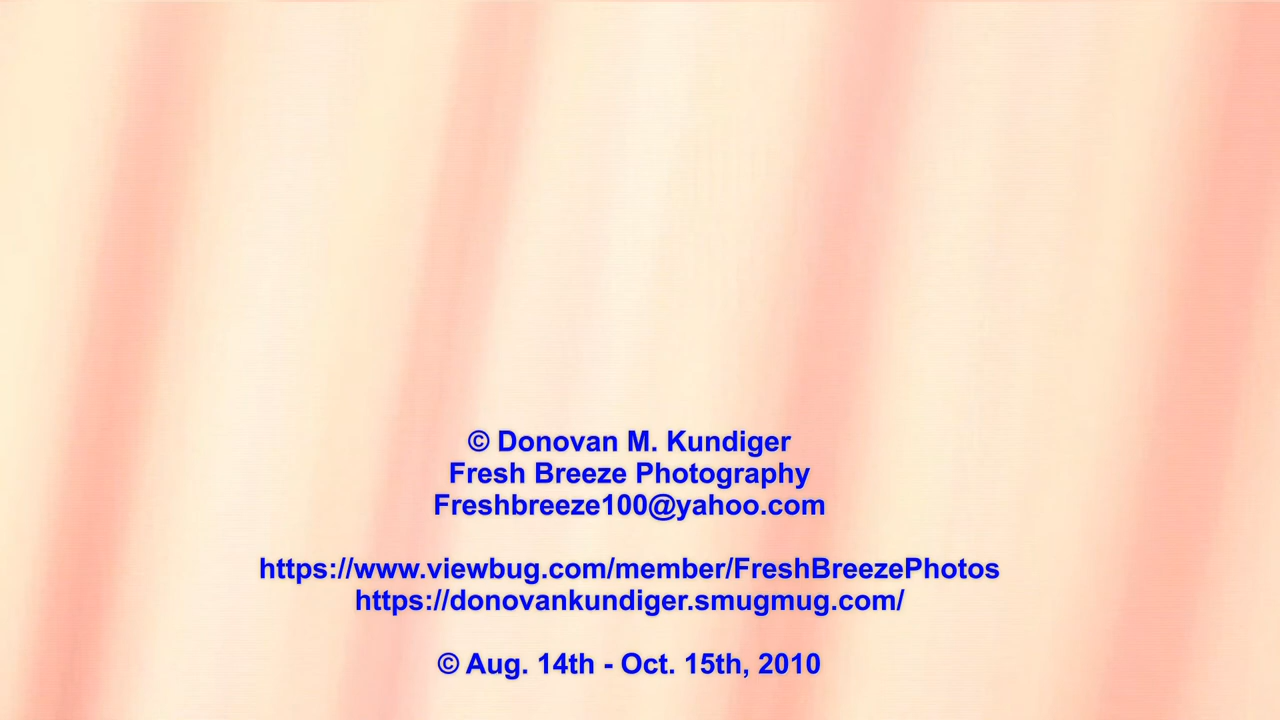 © Donovan M. Kundiger
Fresh Breeze Photography
Freshbreeze100@yahoo.com
https://www.viewbug.com/member/FreshBreezePhotos
https://donovankundiger.smugmug.com/
© Aug. 14th - Oct. 15th, 2010